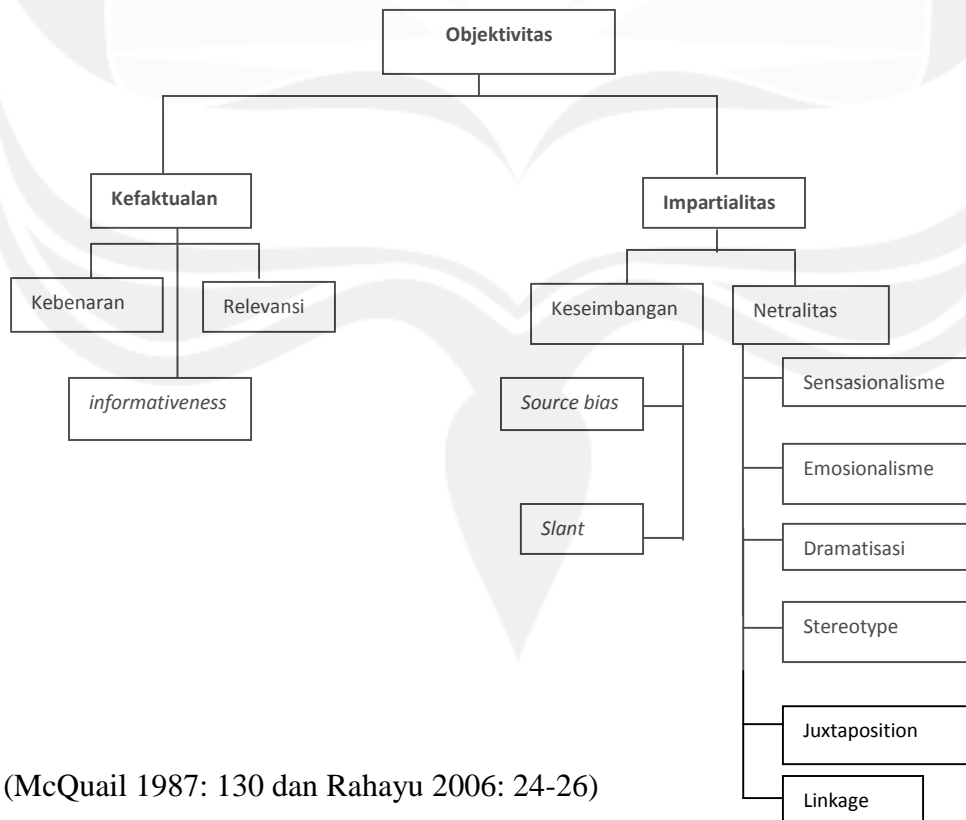 Objektivitas
Kefaktualan
Impartialitas
Kebenaran
Relevansi
Keseimbangan
Netralitas
informativeness
Source bias
Slant
Sensasionalisme
Emosionalisme
Dramatisasi
Stereotype
Juxtaposition
Linkage
(McQuail 1987: 130 dan Rahayu 2006: 24-26)